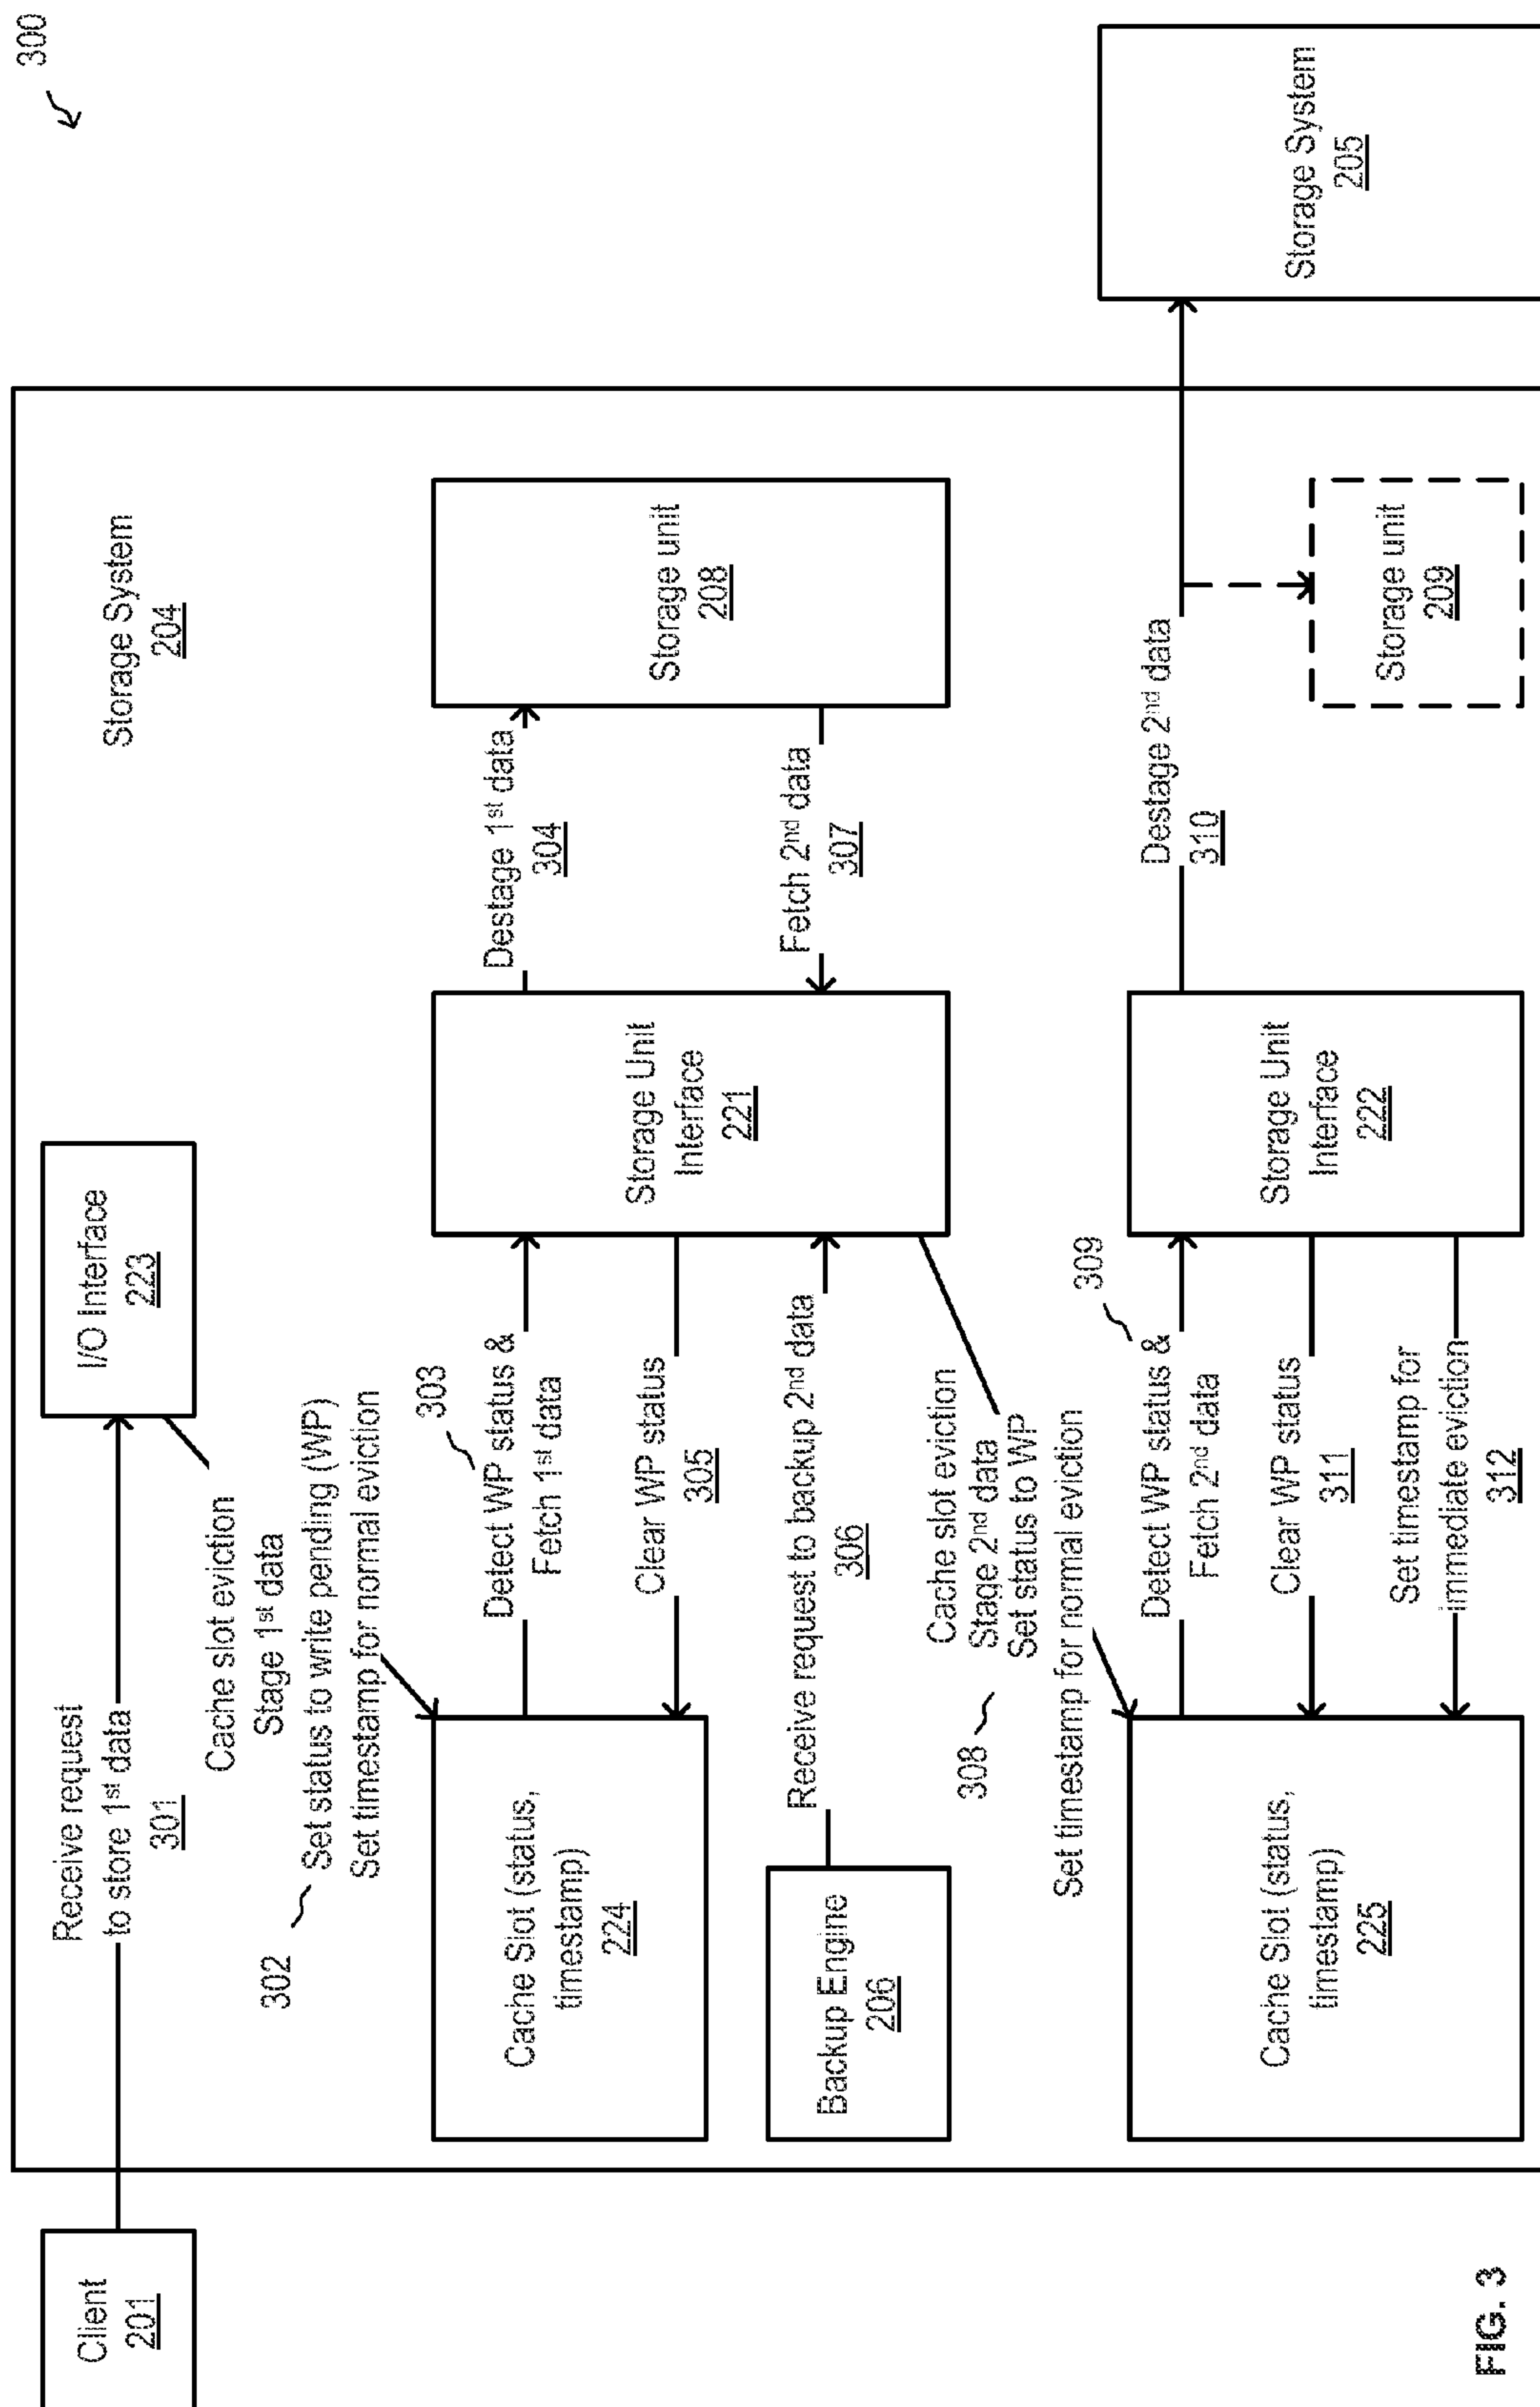 300
Client
201
Storage System
204
Receive request
to store 1st data
301
I/O Interface
223
Cache slot eviction
Stage 1st data
302
Set status to write pending (WP)
Set timestamp for normal eviction
Cache Slot (status,
timestamp)
224
303
Detect WP status &
Fetch 1st data
Clear WP status
305
Storage Unit
Interface
221
Destage 1st data
304
Storage unit
208
Fetch 2nd data
307
Backup Engine
206
Receive request to backup 2nd data
306
Cache slot eviction
Stage 2nd data
308
Set status to WP
Set timestamp for normal eviction
Cache Slot (status,
timestamp)
225
309
Detect WP status &
Fetch 2nd data
Clear WP status
311
Set timestamp for
immediate eviction
312
Storage Unit
Interface
222
Destage 2nd data
310
Storage unit
209
Storage System
205
FIG. 3